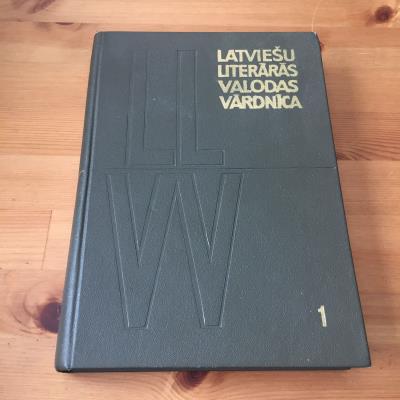 LATVIEŠU
LITERĀRĀS
VALODAS
VĀRDNĪCA
LL
VV
1